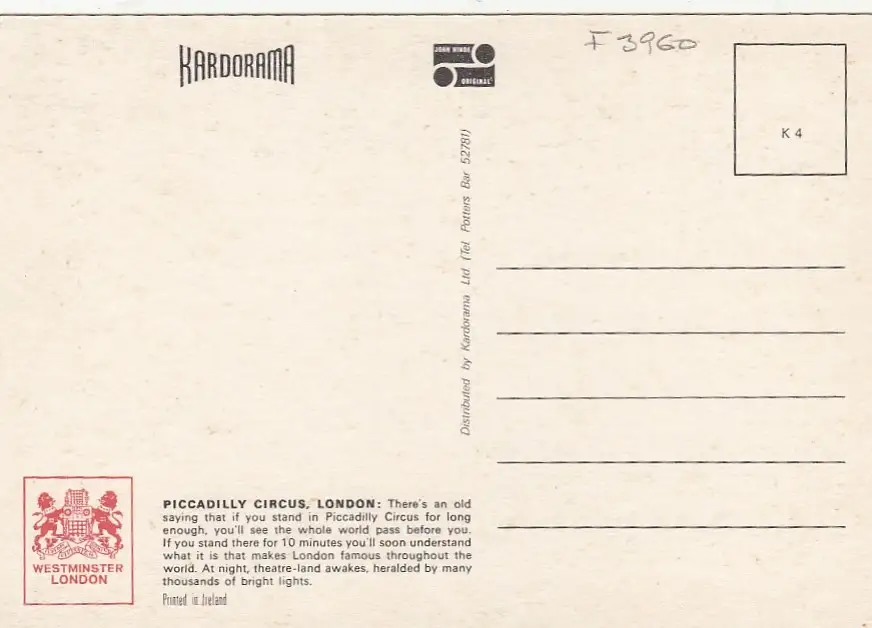 KARDORAMA
JOHN HINDE
ORIGINAL
F 3960
K 4
Distributed by Kardorama Ltd (Tel Potters Bar 52781)
PICCADILLY CIRCUS, LONDON: There's an old
saying that if you stand in Piccadilly Circus for long
enough, you'll see the whole world pass before you.
If you stand there for 10 minutes you'll soon understand
what it is that makes London famous throughout the
world. At night, theatre-land awakes, heralded by many
thousands of bright lights.
Printed in Ireland
WESTMINSTER
LONDON